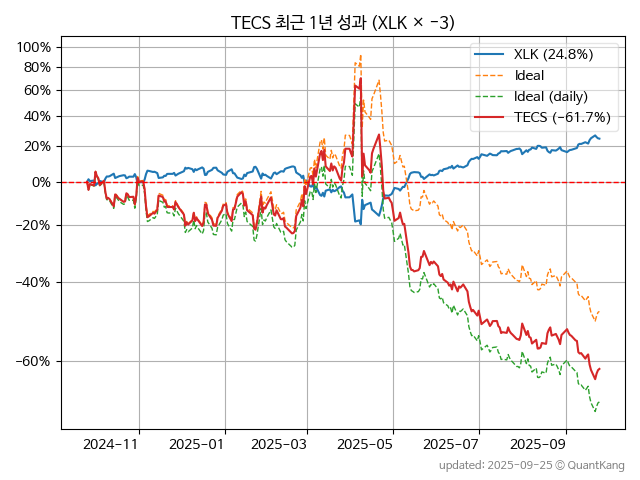 TECS 최근 1년 성과 (XLK × −3)
100%
80%
60%
40%
20%
0%
−20%
−40%
−60%
XLK (24.8%)
Ideal
Ideal (daily)
TECS (−61.7%)
2024−11
2025−01
2025−03
2025−05
2025−07
2025−09
updated: 2025−09−25 © QuantKang